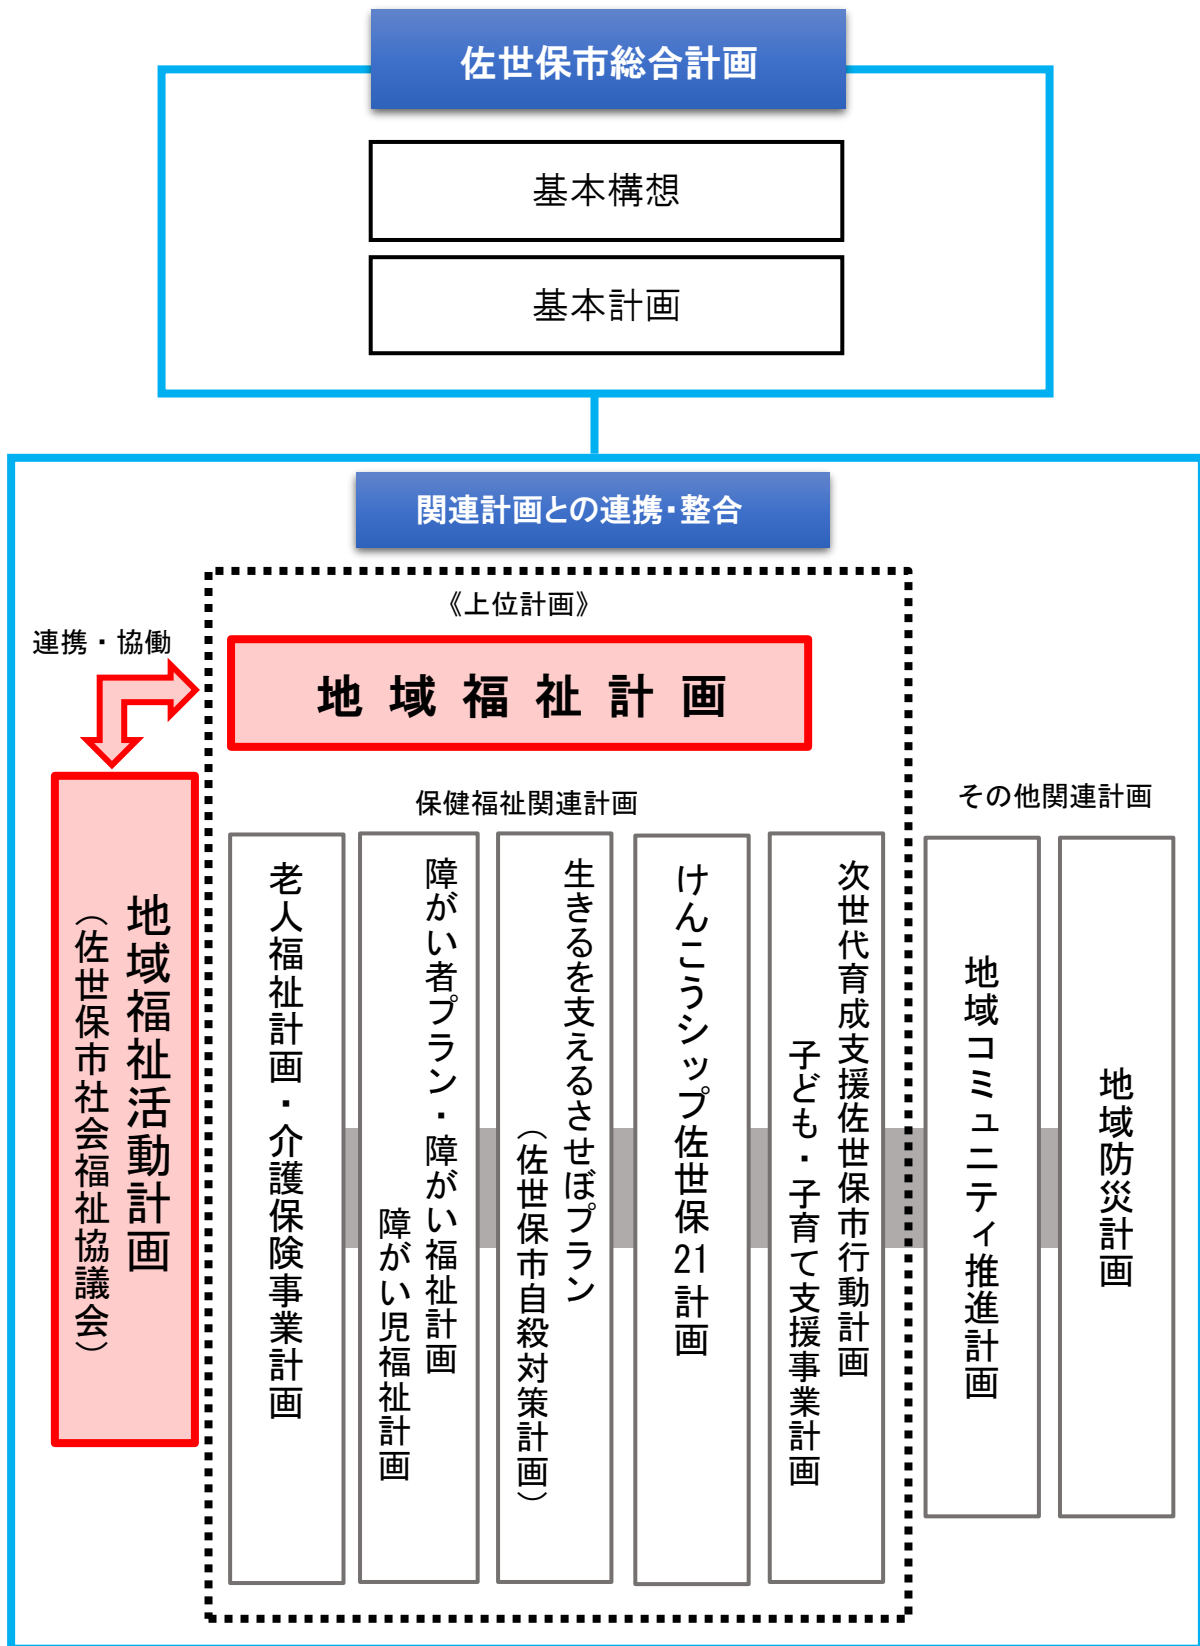 佐世保市総合計画
基本構想
基本計画
関連計画との連携・整合
《上位計画》
連携・協働
地域福祉計画
保健福祉関連計画
その他関連計画
地域福祉活動計画
（佐世保市社会福祉協議会）
老人福祉計画・介護保険事業計画
障がい者プラン・障がい福祉計画
障がい児福祉計画
生きるを支えるさせぼプラン
（佐世保市自殺対策計画）
けんこうシップ佐世保21計画
次世代育成支援佐世保市行動計画
子ども・子育て支援事業計画
地域コミュニティ推進計画
地域防災計画